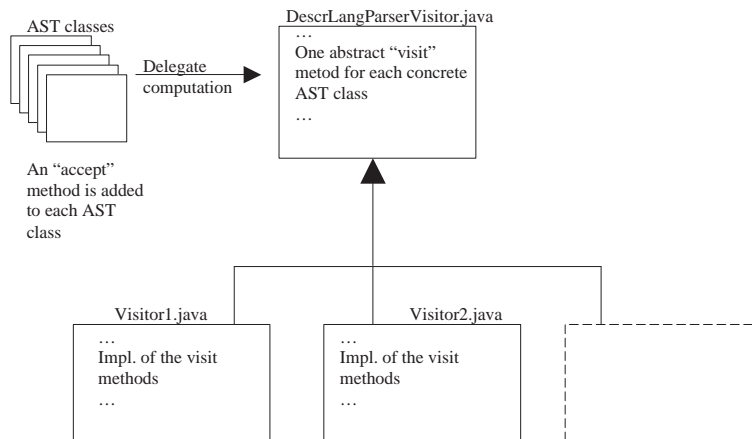 AST classes
Delegate
computation
An “accept”
method is added
to each AST
class
DescrLangParserVisitor.java
…
One abstract “visit”
metod for each concrete
AST class
…
Visitor1.java
…
Impl. of the visit
methods
…
Visitor2.java
…
Impl. of the visit
methods
…